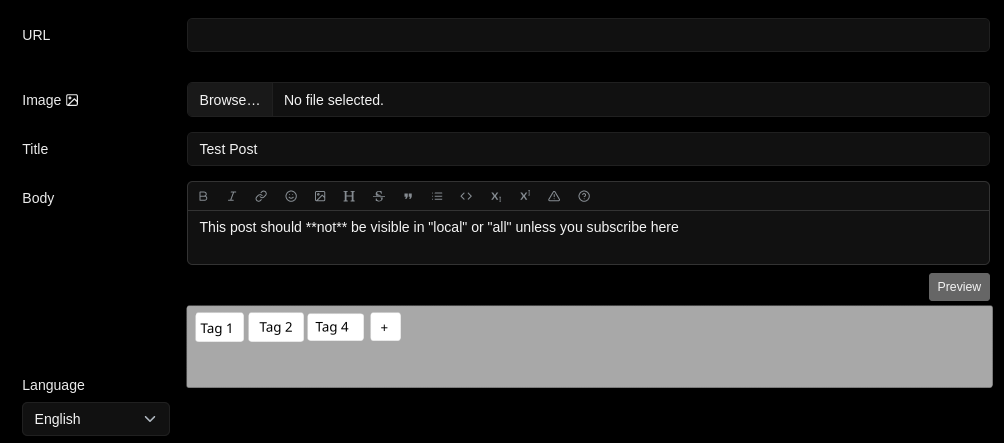 URL
Image Browse… No file selected.
Title Test Post
Body
This post should **not** be visible in "local" or "all" unless you subscribe here
Preview
Tag 1 Tag 2 Tag 4 +
Language
English